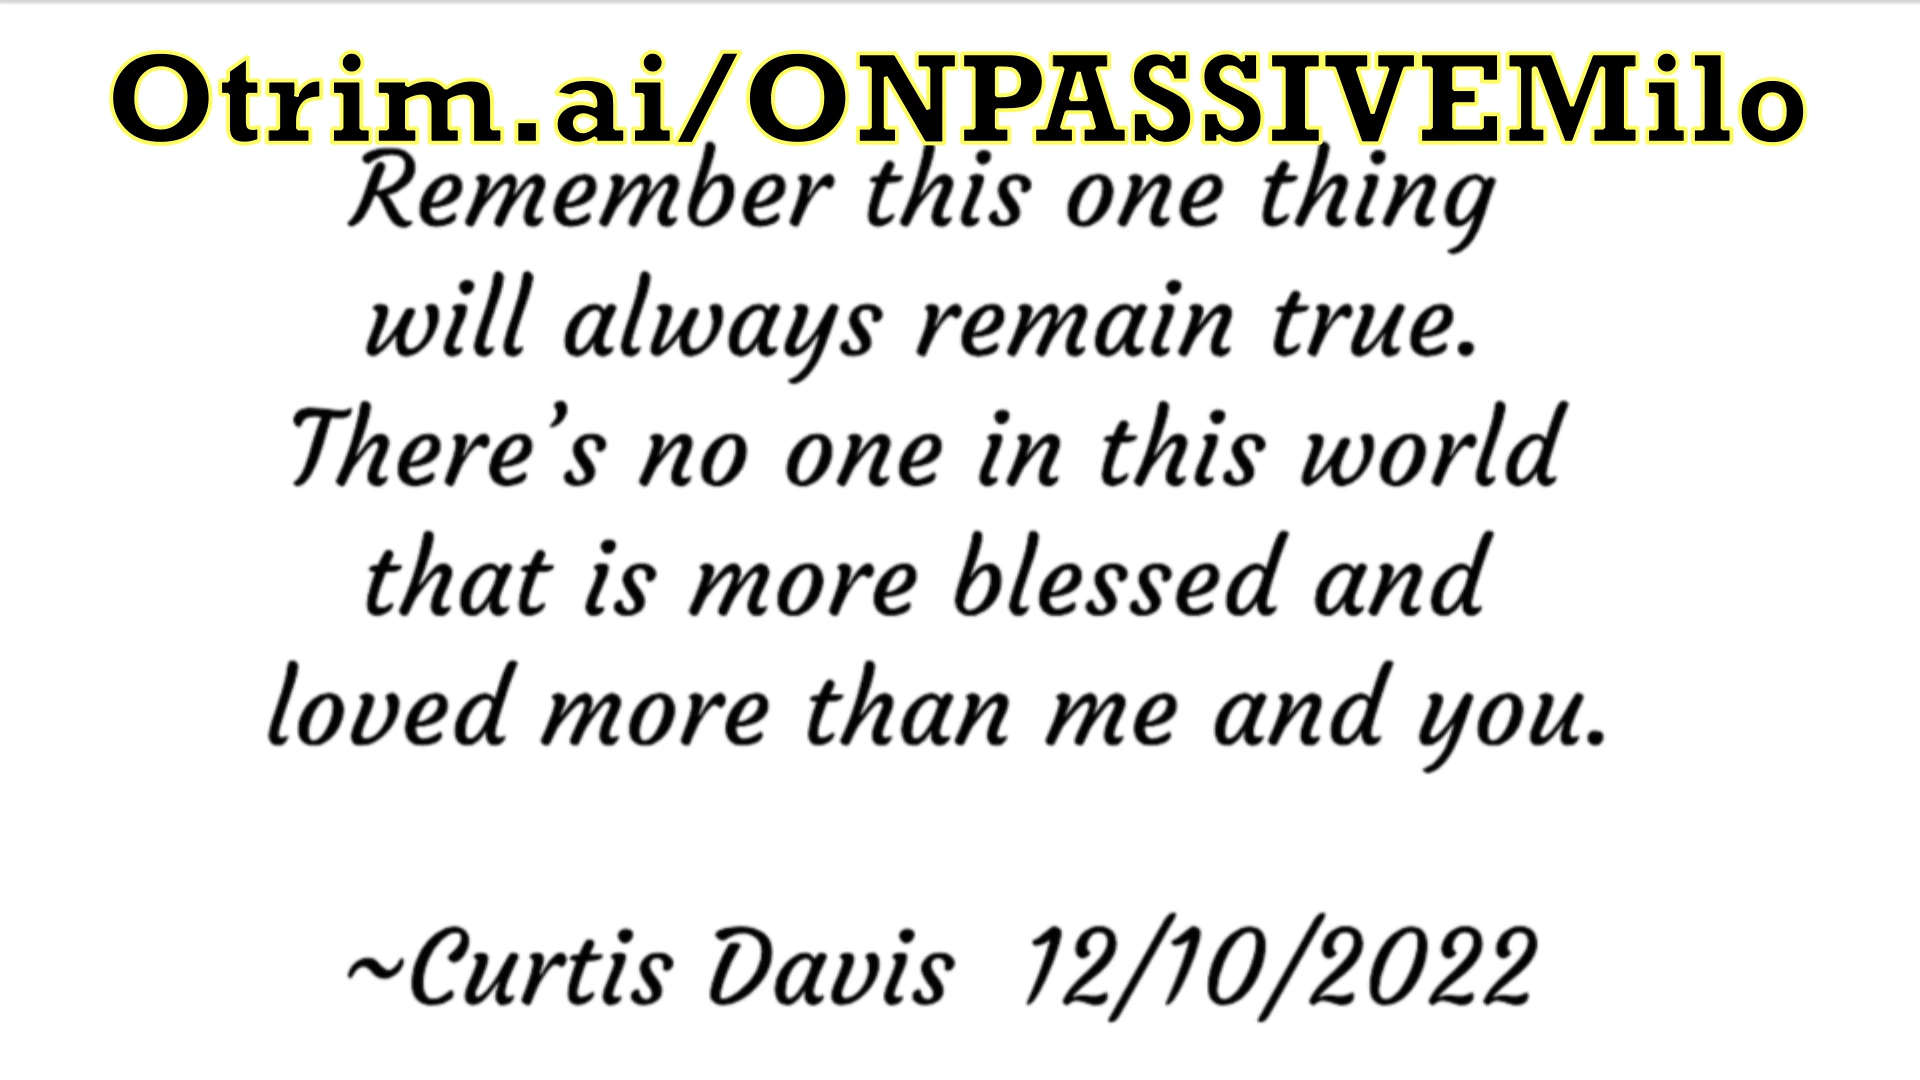 Otrim.ai/ONPASSIVEMilo
Remember this one thing
will always remain true.
There’s no one in this world
that is more blessed and
loved more than me and you.
~Curtis Davis 12/10/2022